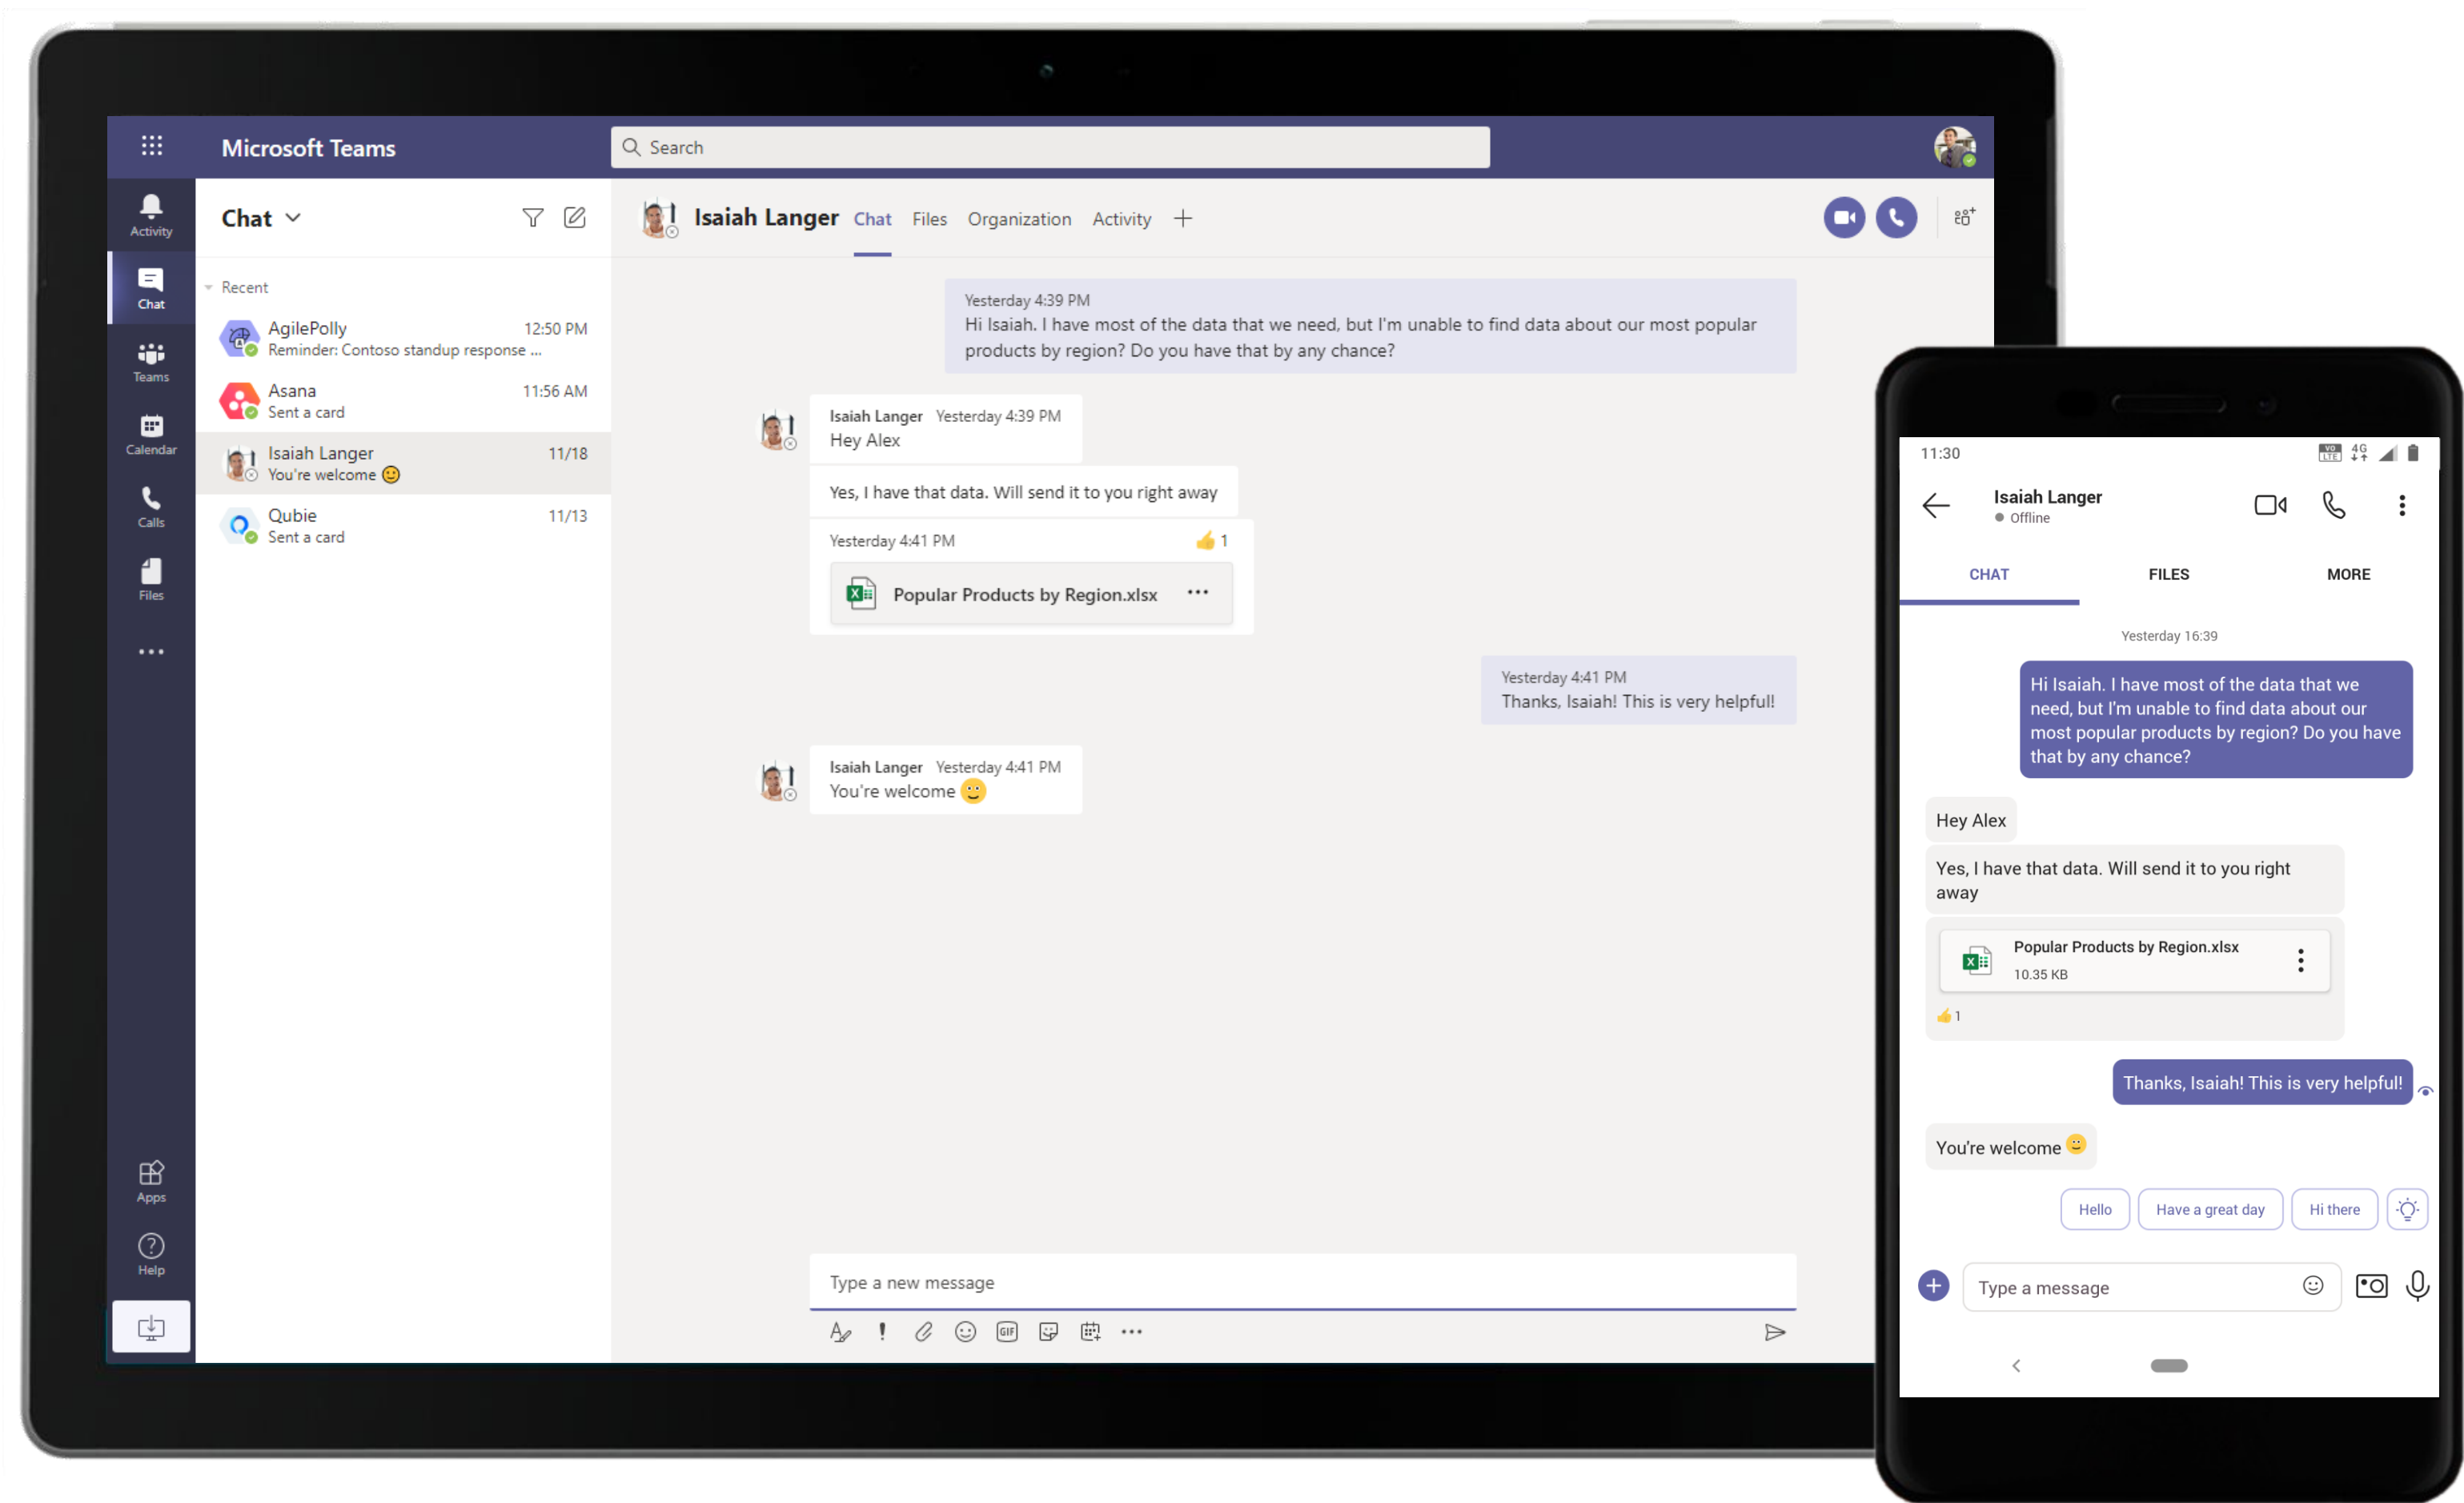 Microsoft Teams
Search
Activity
Chat
Teams
Calendar
Calls
Files
Apps
Help
Chat
Recent
AgilePolly 12:50 PM
Reminder: Contoso standup response ...
Asana 11:56 AM
Sent a card
Isaiah Langer 11/18
You're welcome
Qubie 11/13
Sent a card
Isaiah Langer Chat Files Organization Activity
Yesterday 4:39 PM
Hi Isaiah. I have most of the data that we need, but I'm unable to find data about our most popular
products by region? Do you have that by any chance?
Isaiah Langer Yesterday 4:39 PM
Hey Alex
Yes, I have that data. Will send it to you right away
Yesterday 4:41 PM 👍 1
Popular Products by Region.xlsx
Yesterday 4:41 PM
Thanks, Isaiah! This is very helpful!
Isaiah Langer Yesterday 4:41 PM
You're welcome 🙂
Type a new message
GIF
11:30 VO LTE 4G
Isaiah Langer
Offline
CHAT FILES MORE
Yesterday 16:39
Hi Isaiah. I have most of the data that we
need, but I'm unable to find data about our
most popular products by region? Do you have
that by any chance?
Hey Alex
Yes, I have that data. Will send it to you right
away
Popular Products by Region.xlsx
10.35 KB
👍 1
Thanks, Isaiah! This is very helpful!
You're welcome 🙂
Hello Have a great day Hi there
Type a message